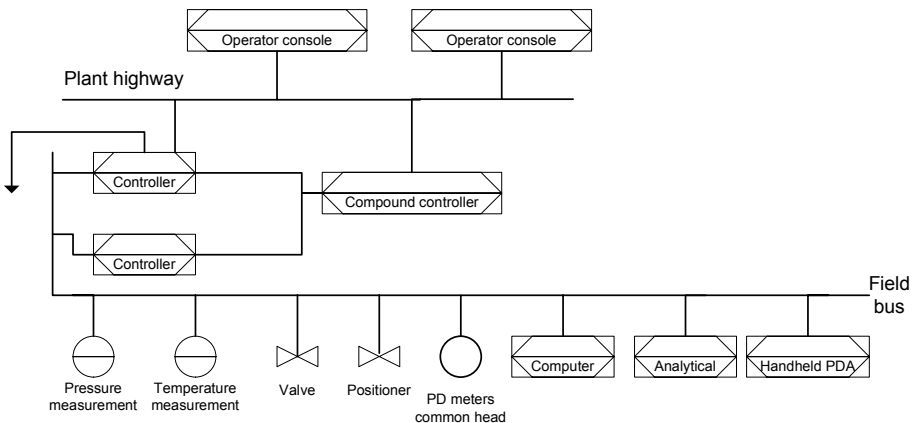 Operator console
Operator console
Plant highway
Controller
Compound controller
Controller
Field
bus
Computer
Analytical
Handheld PDA
Pressure
measurement
Temperature
measurement
Valve
Positioner
PD meters
common head